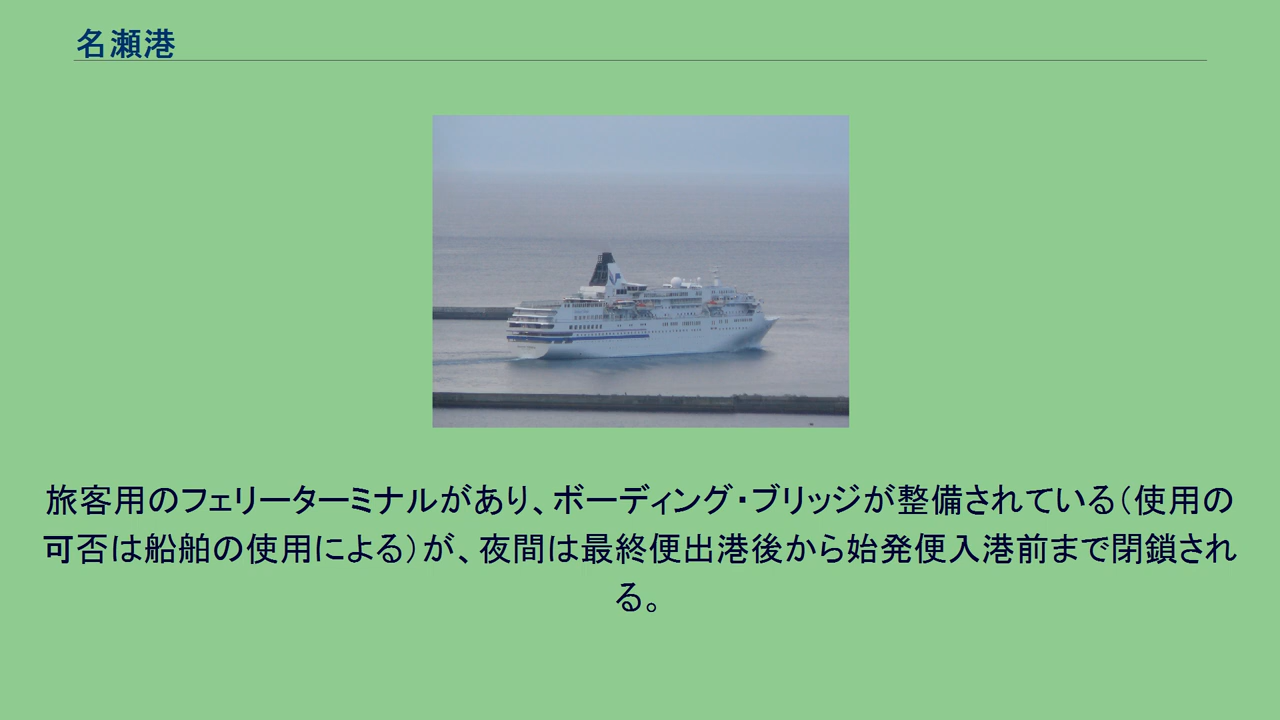 名瀬港
旅客用のフェリーターミナルがあり、ボーディング・ブリッジが整備されている（使用の
可否は船舶の使用による）が、夜間は最終便出港後から始発便入港前まで閉鎖され
る。